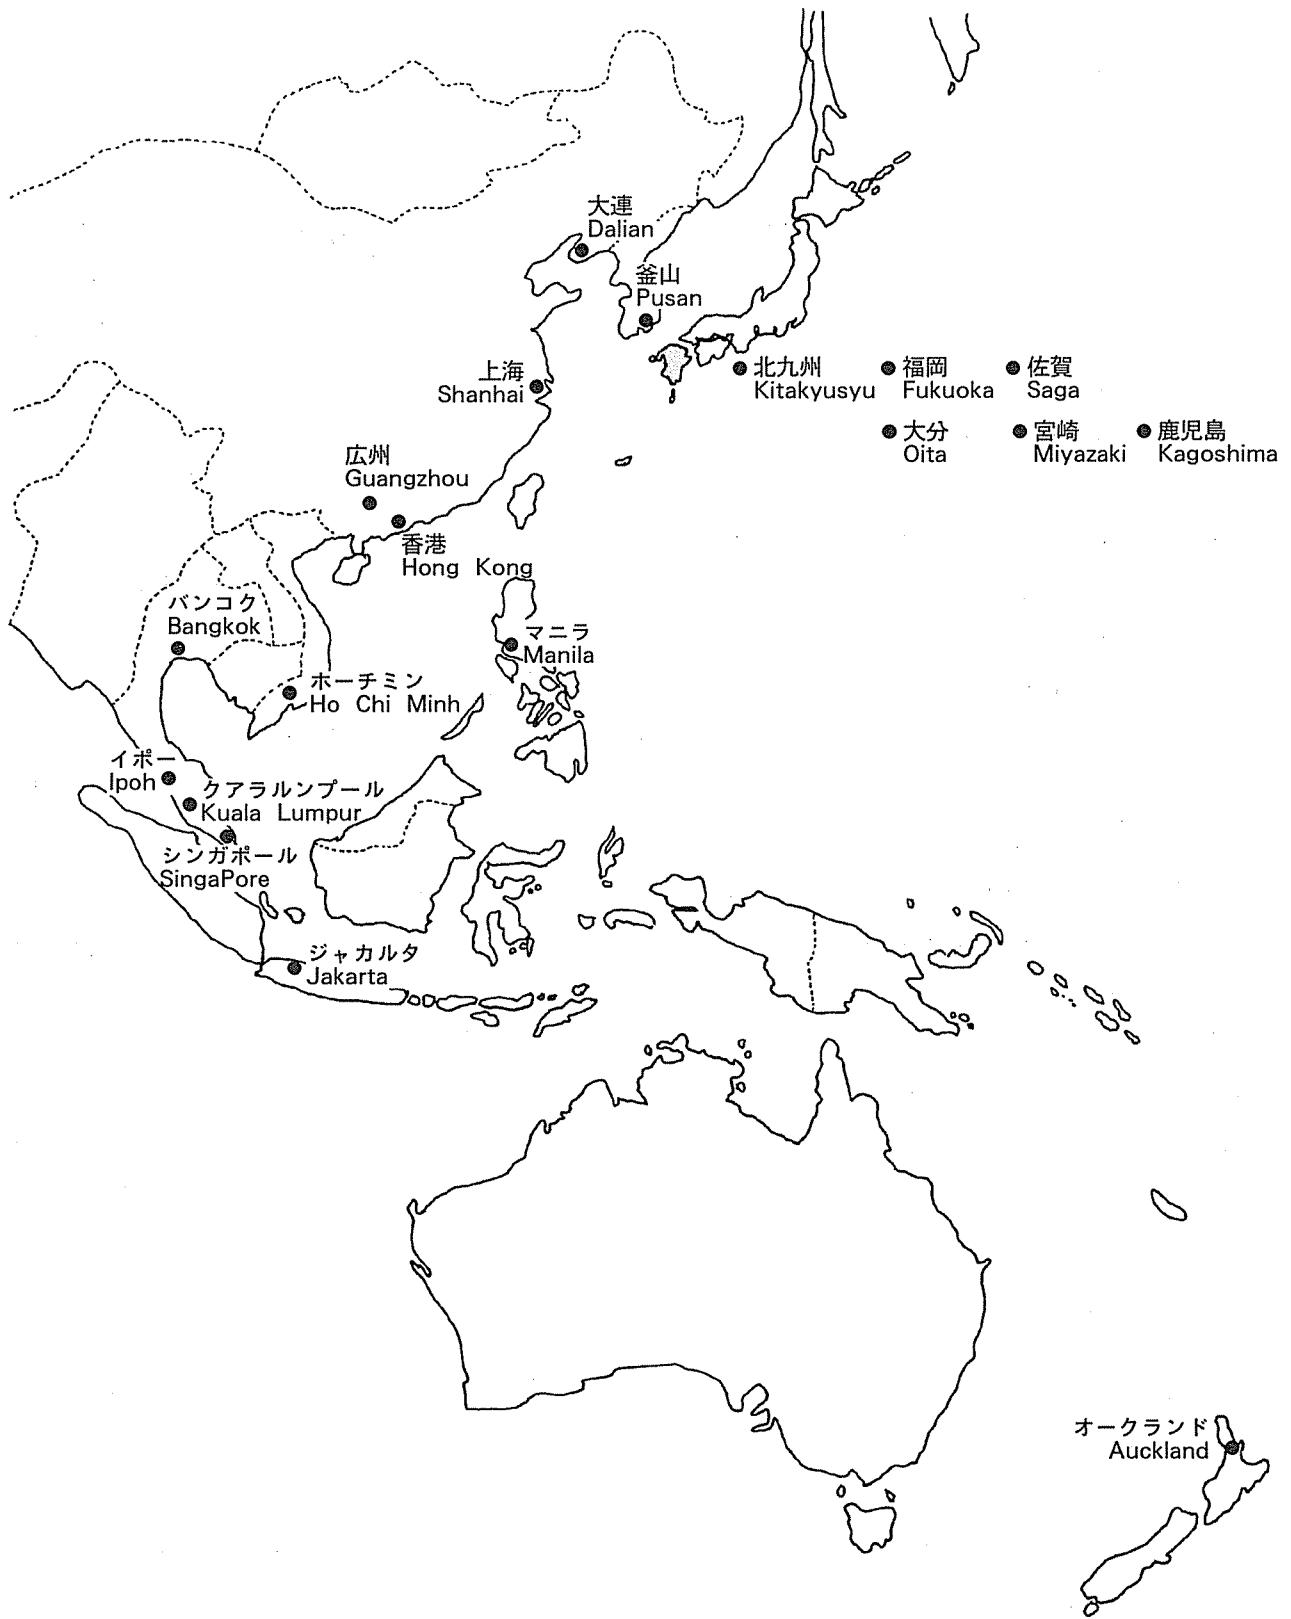 大連
Dalian
釜山
Pusan
上海
Shanhai
北九州
Kitakyusyu
福岡
Fukuoka
佐賀
Saga
大分
Oita
宮崎
Miyazaki
鹿児島
Kagoshima
広州
Guangzhou
香港
Hong Kong
バンコク
Bangkok
マニラ
Manila
ホーチミン
Ho Chi Minh
イポー
Ipoh
クアラルンプール
Kuala Lumpur
シンガポール
SingaPore
ジャカルタ
Jakarta
オークランド
Auckland